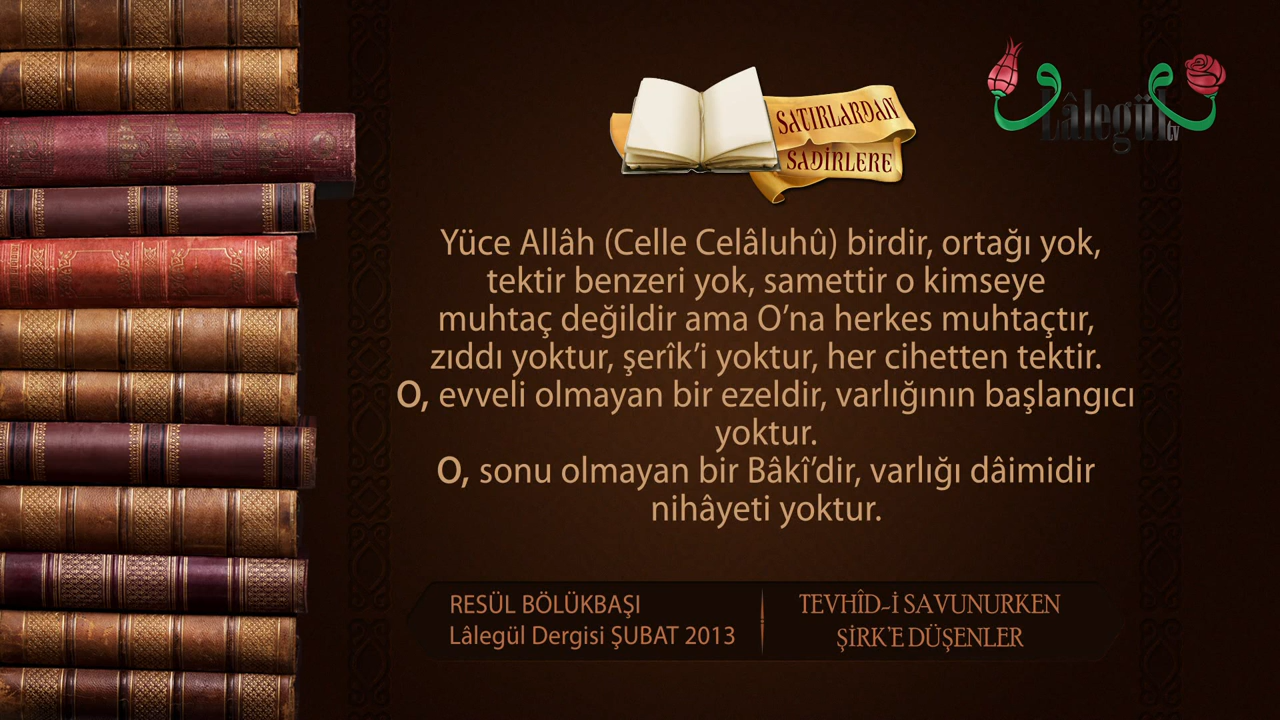 SATIRLARDAN
SADİRLERE
Lâlegül tv
Yüce Allâh (Celle Celâluhû) birdir, ortağı yok,
tektir benzeri yok, samettir o kimseye
muhtaç değildir ama O’na herkes muhtaçtır,
zıddı yoktur, şerîk’i yoktur, her cihetten tektir.
O, evveli olmayan bir ezeldir, varlığının başlangıcı
yoktur.
O, sonu olmayan bir Bâkî’dir, varlığı dâimidir
nihâyeti yoktur.
RESÜL BÖLÜKBAŞI
Lâlegül Dergisi ŞUBAT 2013
TEVHÎD-İ SAVUNURKEN
ŞİRK'E DÜŞENLER